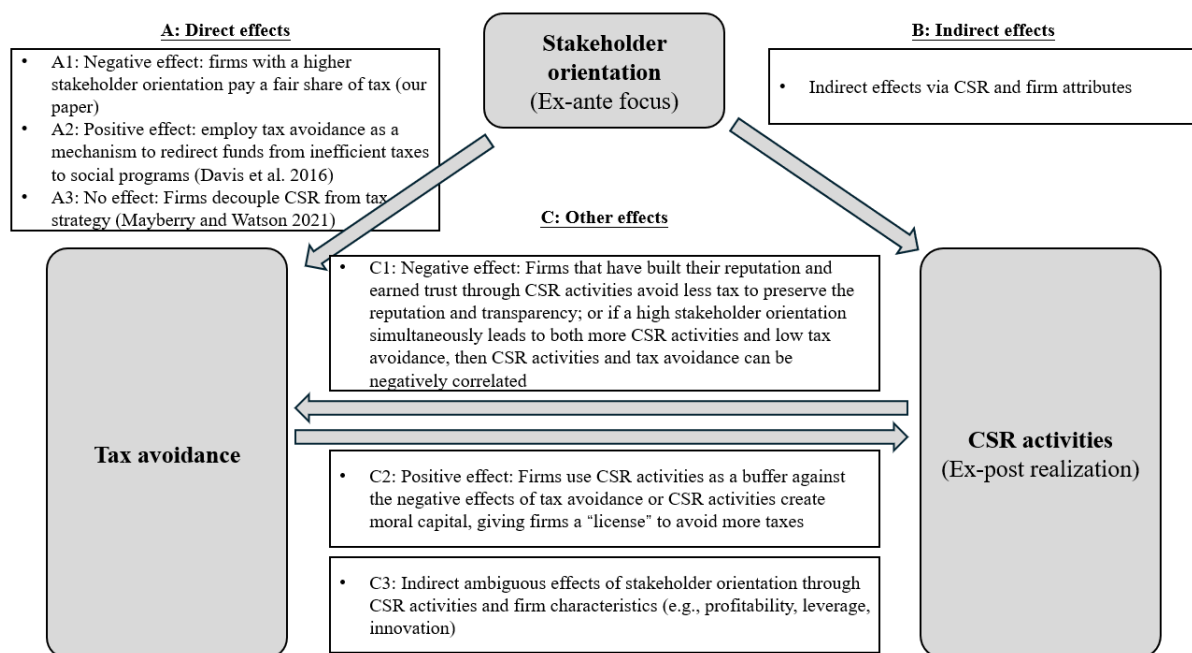 A: Direct effects
• A1: Negative effect: firms with a higher
stakeholder orientation pay a fair share of tax (our
paper)
• A2: Positive effect: employ tax avoidance as a
mechanism to redirect funds from inefficient taxes
to social programs (Davis et al. 2016)
• A3: No effect: Firms decouple CSR from tax
strategy (Mayberry and Watson 2021)
Stakeholder
orientation
(Ex-ante focus)
B: Indirect effects
• Indirect effects via CSR and firm attributes
C: Other effects
• C1: Negative effect: Firms that have built their reputation and
earned trust through CSR activities avoid less tax to preserve the
reputation and transparency; or if a high stakeholder orientation
simultaneously leads to both more CSR activities and low tax
avoidance, then CSR activities and tax avoidance can be
negatively correlated
Tax avoidance
CSR activities
(Ex-post realization)
• C2: Positive effect: Firms use CSR activities as a buffer against
the negative effects of tax avoidance or CSR activities create
moral capital, giving firms a “license” to avoid more taxes
• C3: Indirect ambiguous effects of stakeholder orientation through
CSR activities and firm characteristics (e.g., profitability, leverage,
innovation)